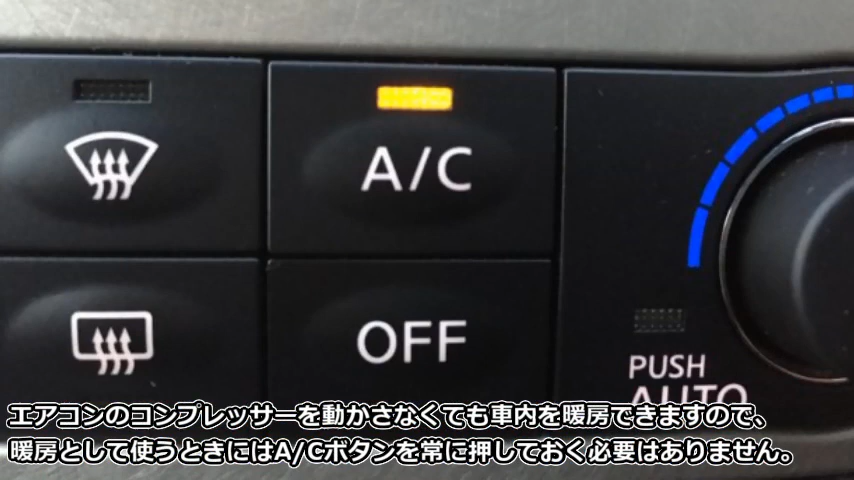 A/C
OFF
PUSH
AUTO
エアコンのコンプレッサーを動かさなくても車内を暖房できますので、
暖房として使うときにはA/Cボタンを常に押しておく必要はありません。